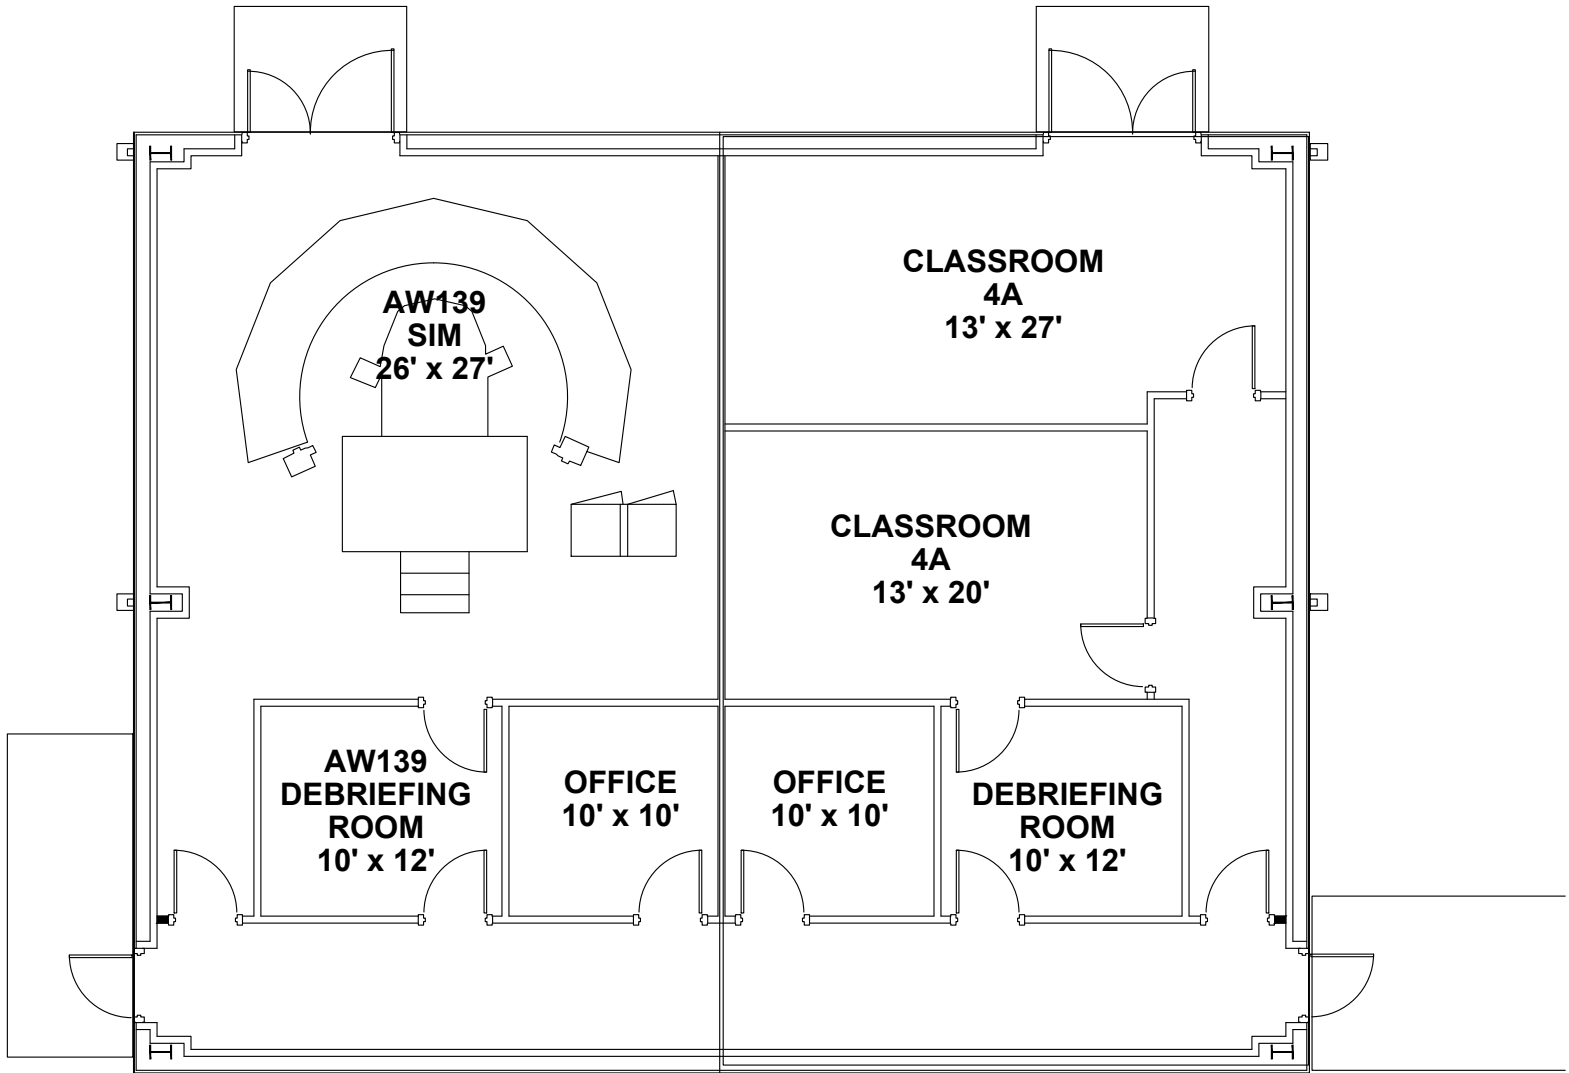 CLASSROOM
4A
13' x 27'
AW139
SIM
26' x 27'
CLASSROOM
4A
13' x 20'
AW139
DEBRIEFING
ROOM
10' x 12'
OFFICE
10' x 10'
OFFICE
10' x 10'
DEBRIEFING
ROOM
10' x 12'